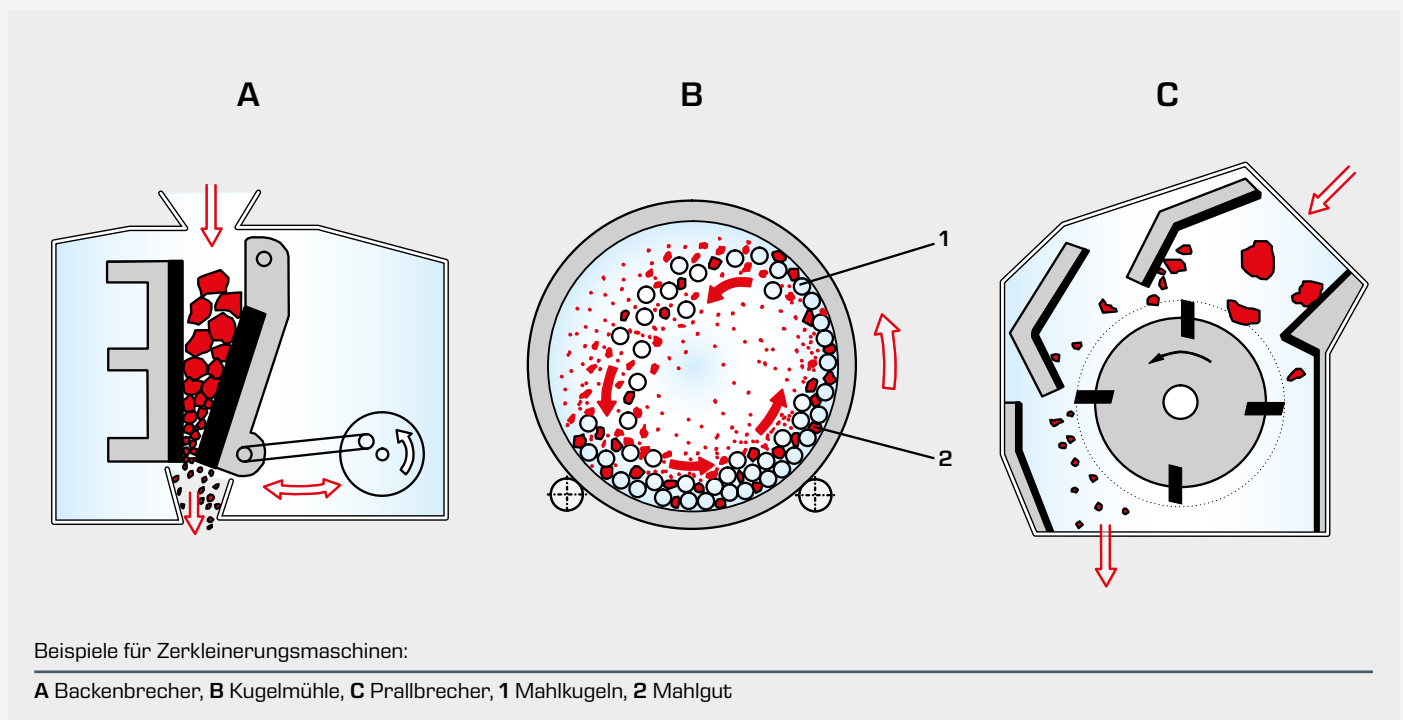 A B C
1
2
Beispiele für Zerkleinerungsmaschinen:
A Backenbrecher, B Kugelmühle, C Prallbrecher, 1 Mahlkugeln, 2 Mahlgut